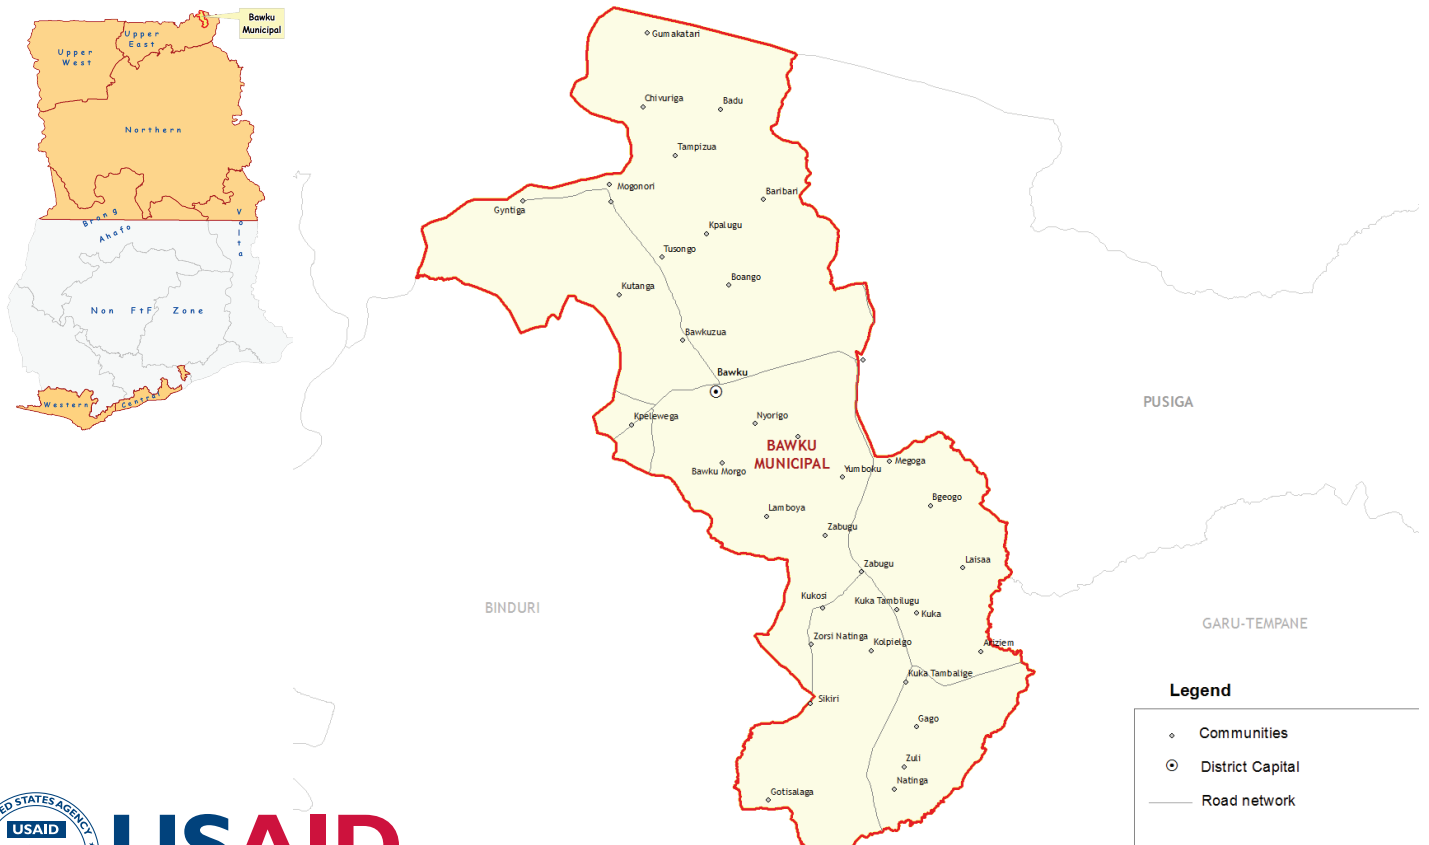 Bawku
Municipal
Upper
East
Upper
West
Northern
Brong
Ahafo
Volta
Non FtF Zone
Western
Central
Gumakatari
Chivuriga
Badu
Tampizua
Mogonori
Baribari
Gyntiga
Kpalugu
Tusongo
Boango
Kutanga
Bawkuzua
Bawku
PUSIGA
Kpelewega
Nyorigo
BAWKU
MUNICIPAL
Megoga
Bawku Morgo
Yumboku
Bgeogo
Lamboya
Zabugu
Laisaa
Zabugu
Kukosi
Kuka Tambilugu
BINDURI
Kuka
GARU-TEMPANE
Zorsi Natinga
Kolpielgo
Atiziem
Kuka Tambalige
Sikiri
Gago
Zuli
Natinga
Gotisalaga
Legend
Communities
District Capital
Road network
STATES AGENCY
USAID
USAID